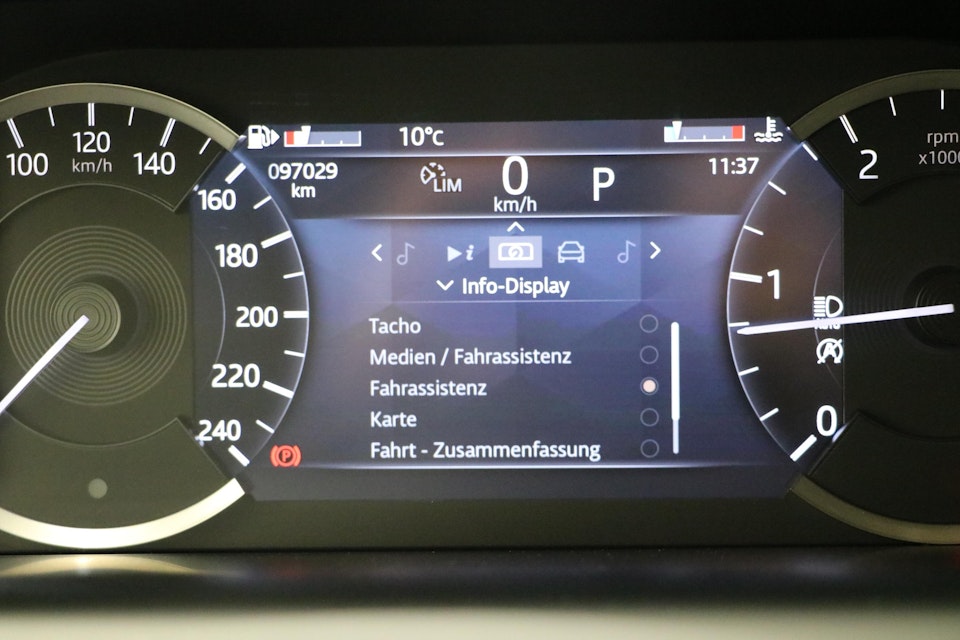 100
120
km/h
140
160
180
200
220
240
10°C
097029
km
LIM
0
km/h
P
11:37
i
Info-Display
Tacho
Medien / Fahrassistenz
Fahrassistenz
Karte
Fahrt - Zusammenfassung
P
rpm
2
1
AUTO
A
0